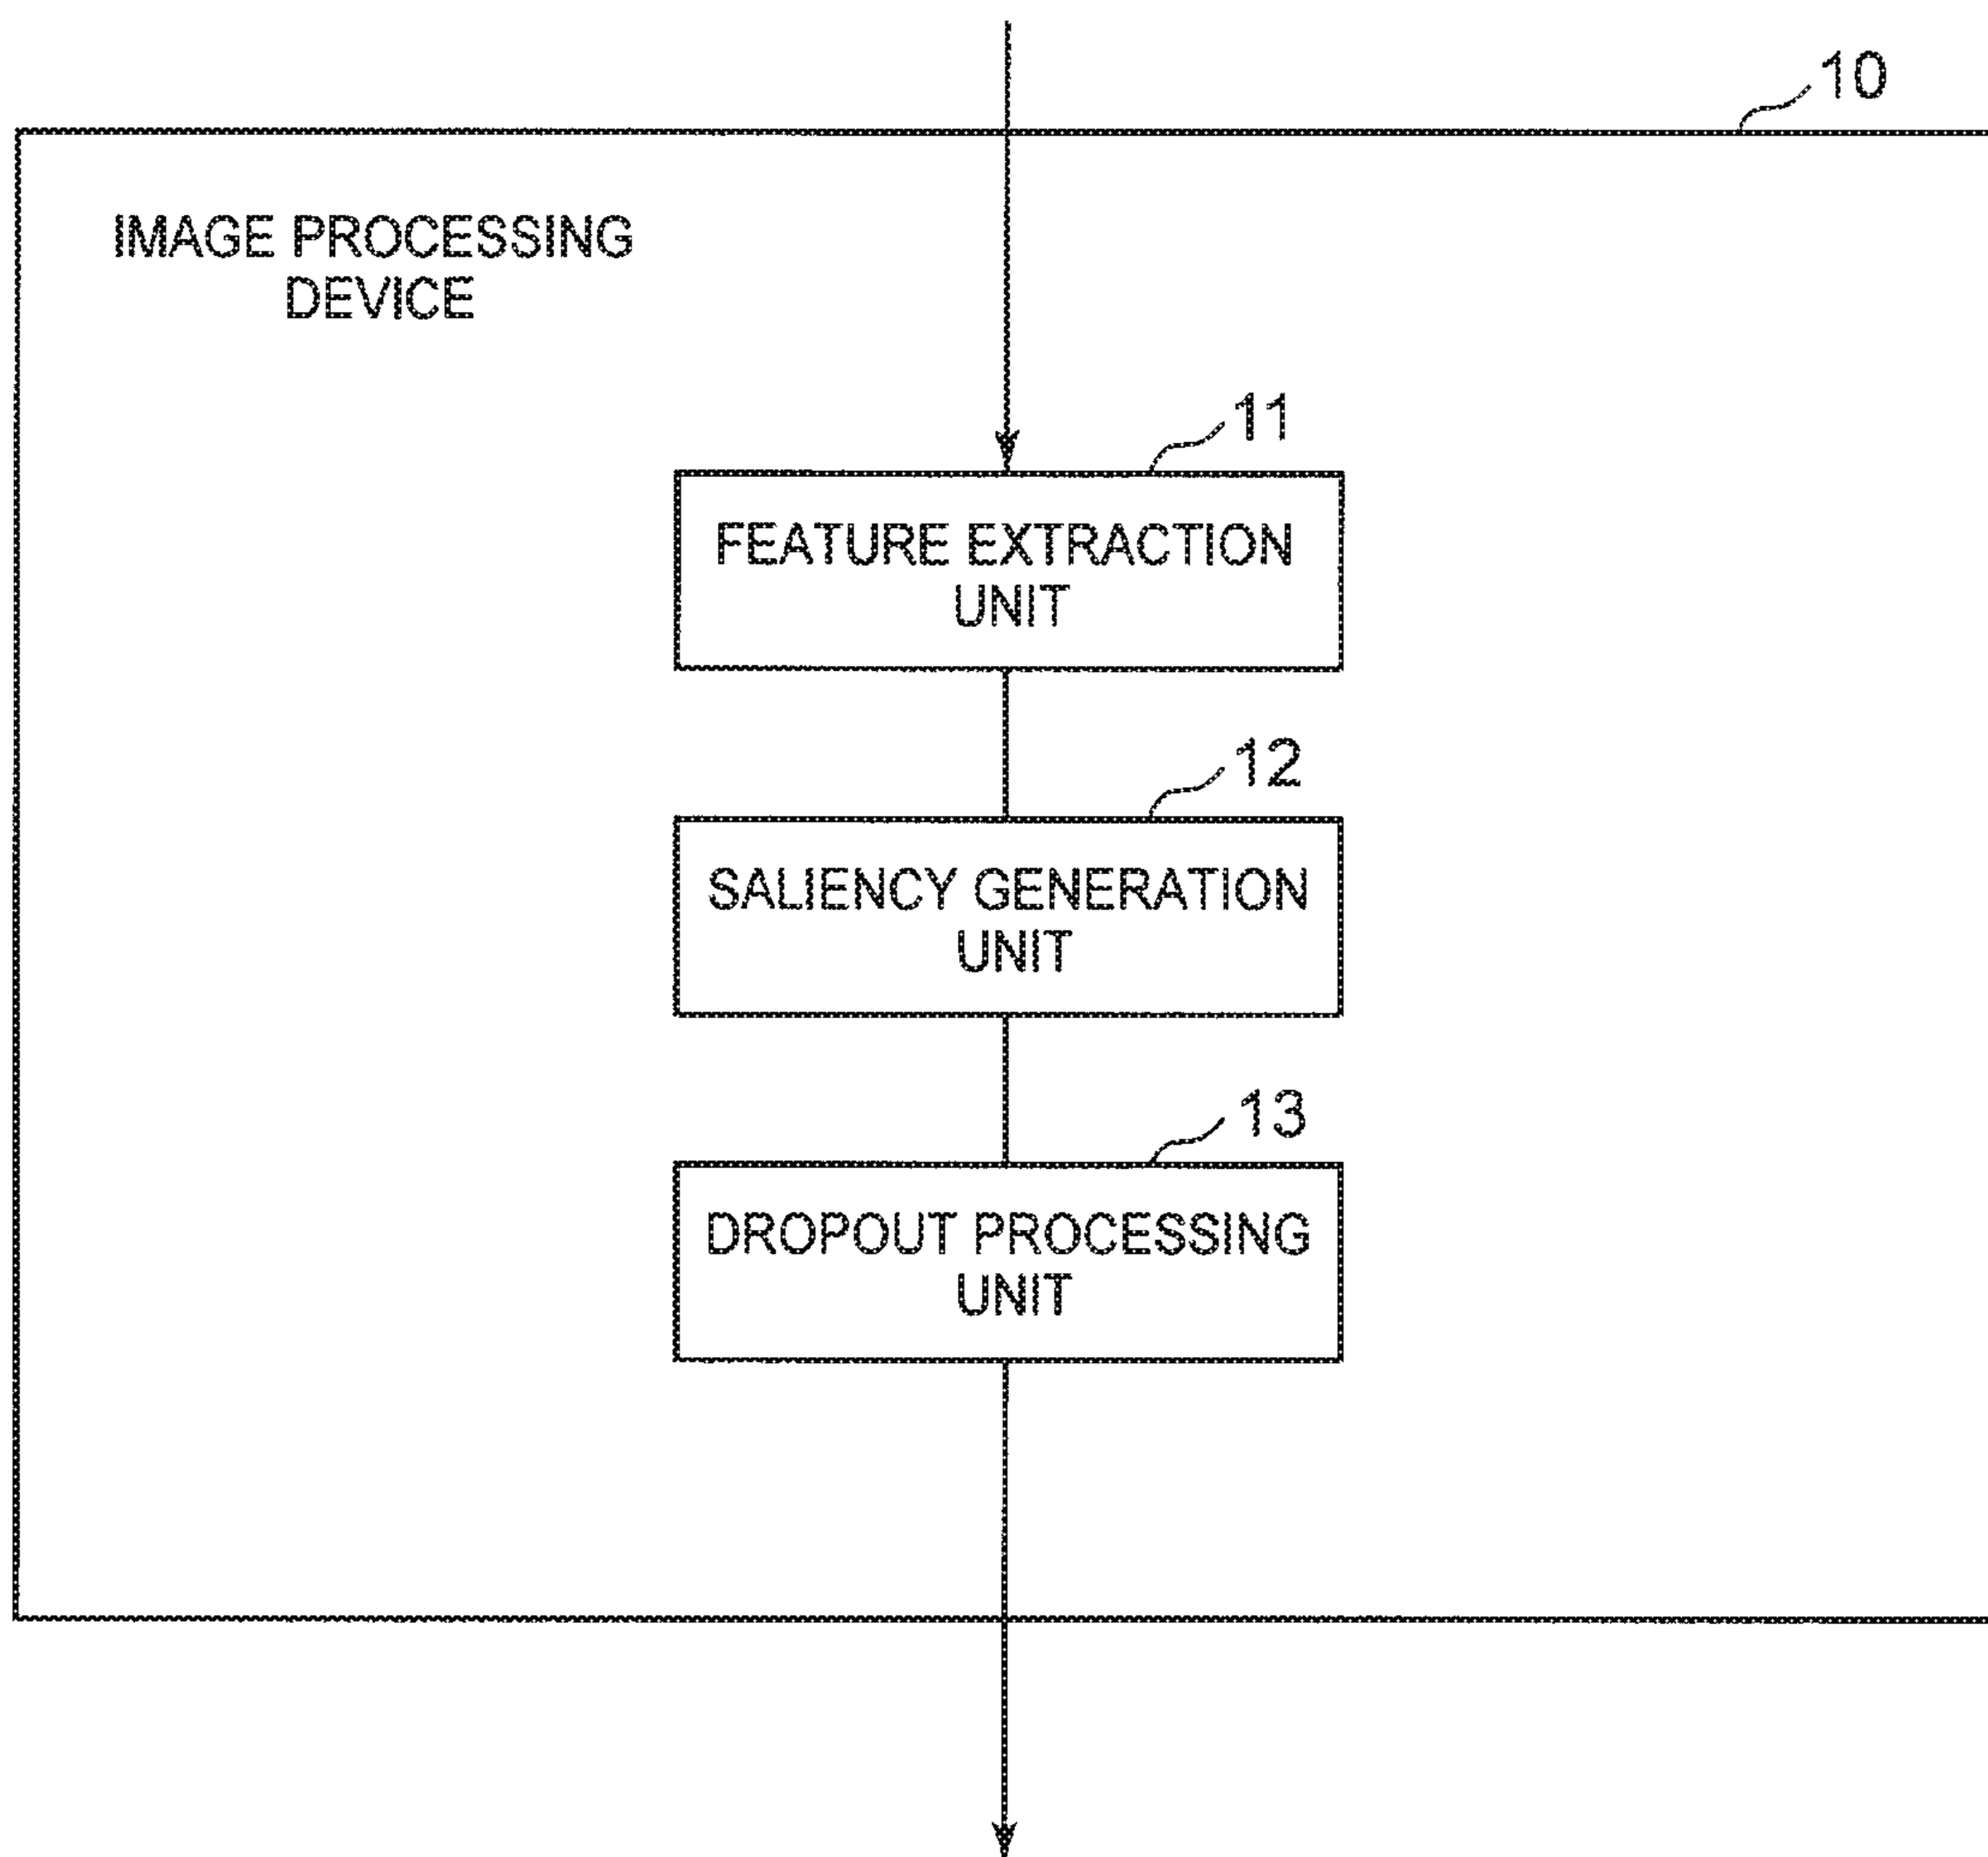 10
IMAGE PROCESSING
DEVICE
11
FEATURE EXTRACTION
UNIT
12
SALIENCY GENERATION
UNIT
13
DROPOUT PROCESSING
UNIT